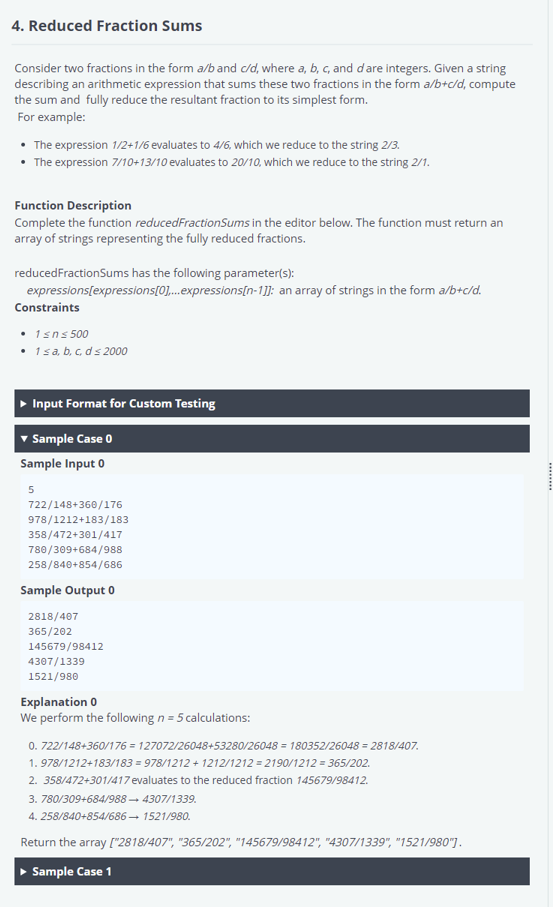 4. Reduced Fraction Sums
Consider two fractions in the form a/b and c/d, where a, b, c, and d are integers. Given a string
describing an arithmetic expression that sums these two fractions in the form a/b+c/d, compute
the sum and fully reduce the resultant fraction to its simplest form.
For example:
• The expression 1/2+1/6 evaluates to 4/6, which we reduce to the string 2/3.
• The expression 7/10+13/10 evaluates to 20/10, which we reduce to the string 2/1.
Function Description
Complete the function reducedFractionSums in the editor below. The function must return an
array of strings representing the fully reduced fractions.
reducedFractionSums has the following parameter(s):
expressions[expressions[0],...expressions[n-1]]: an array of strings in the form a/b+c/d.
Constraints
• 1 ≤ n ≤ 500
• 1 ≤ a, b, c, d ≤ 2000
▶ Input Format for Custom Testing
▼ Sample Case 0
Sample Input 0
5
722/148+360/176
978/1212+183/183
358/472+301/417
780/309+684/988
258/840+854/686
Sample Output 0
2818/407
365/202
145679/98412
4307/1339
1521/980
Explanation 0
We perform the following n = 5 calculations:
0. 722/148+360/176 = 127072/26048+53280/26048 = 180352/26048 = 2818/407.
1. 978/1212+183/183 = 978/1212 + 1212/1212 = 2190/1212 = 365/202.
2. 358/472+301/417 evaluates to the reduced fraction 145679/98412.
3. 780/309+684/988 → 4307/1339.
4. 258/840+854/686 → 1521/980.
Return the array ["2818/407", "365/202", "145679/98412", "4307/1339", "1521/980"].
▶ Sample Case 1